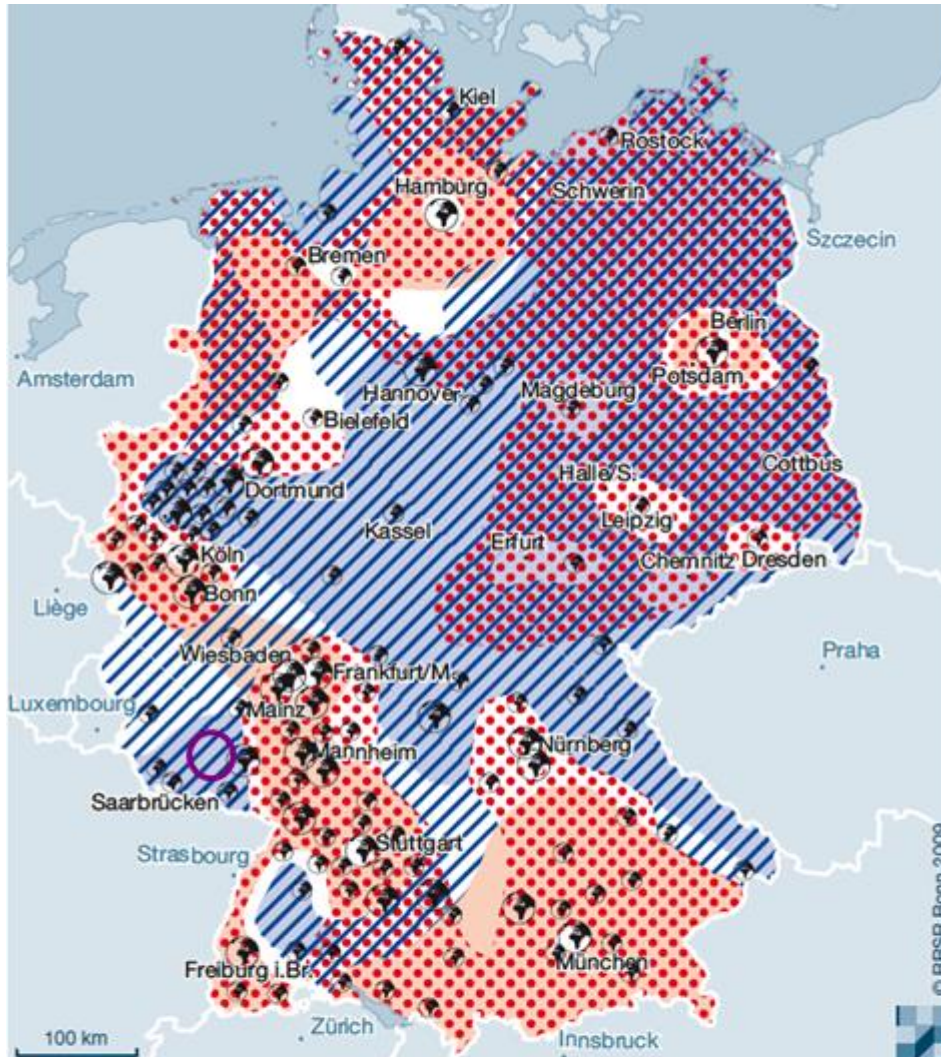 Kiel
Rostock
Hamburg
Schwerin
Szczecin
Bremen
Berlin
Amsterdam
Hannover
Magdeburg
Potsdam
Bielefeld
Cottbus
Halle/S.
Dortmund
Leipzig
Kassel
Erfurt
Chemnitz
Dresden
Köln
Liège
Bonn
Wiesbaden
Frankfurt/M.
Praha
Luxembourg
Mainz
Mannheim
Nürnberg
Saarbrücken
Stuttgart
Strasbourg
Freiburg i.Br.
München
Zürich
Innsbruck
100 km
© BBSR Bonn 2009